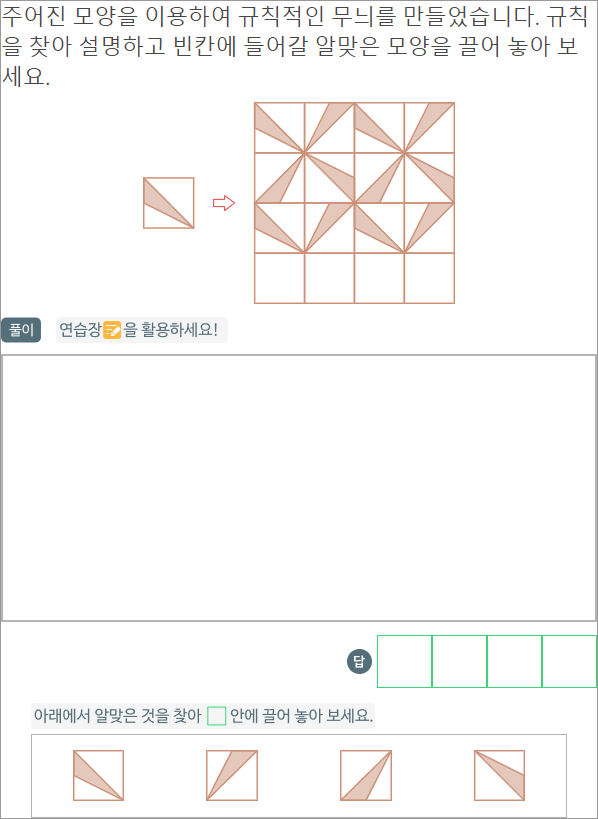 주어진 모양을 이용하여 규칙적인 무늬를 만들었습니다. 규칙
을 찾아 설명하고 빈칸에 들어갈 알맞은 모양을 끌어 놓아 보
세요.
풀이 연습장을 활용하세요!
답
아래에서 알맞은 것을 찾아 안에 끌어 놓아 보세요.